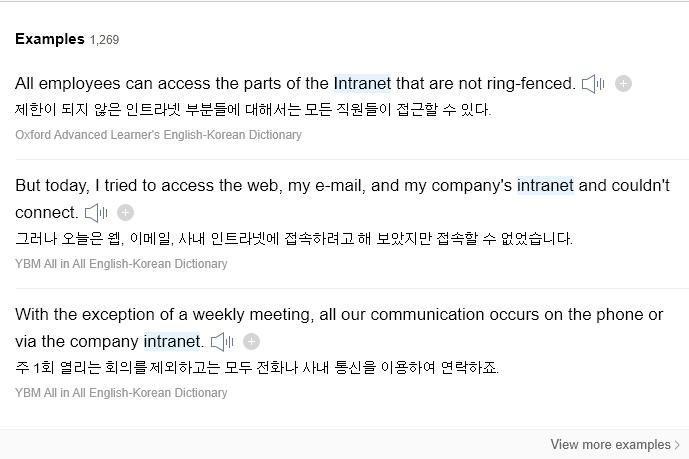 Examples 1,269
All employees can access the parts of the Intranet that are not ring-fenced.
제한이 되지 않은 인트라넷 부분들에 대해서는 모든 직원들이 접근할 수 있다.
Oxford Advanced Learner's English-Korean Dictionary
But today, I tried to access the web, my e-mail, and my company's intranet and couldn't
connect.
그러나 오늘은 웹, 이메일, 사내 인트라넷에 접속하려고 해 보았지만 접속할 수 없었습니다.
YBM All in All English-Korean Dictionary
With the exception of a weekly meeting, all our communication occurs on the phone or
via the company intranet.
주 1회 열리는 회의를 제외하고는 모두 전화나 사내 통신을 이용하여 연락하죠.
YBM All in All English-Korean Dictionary
View more examples